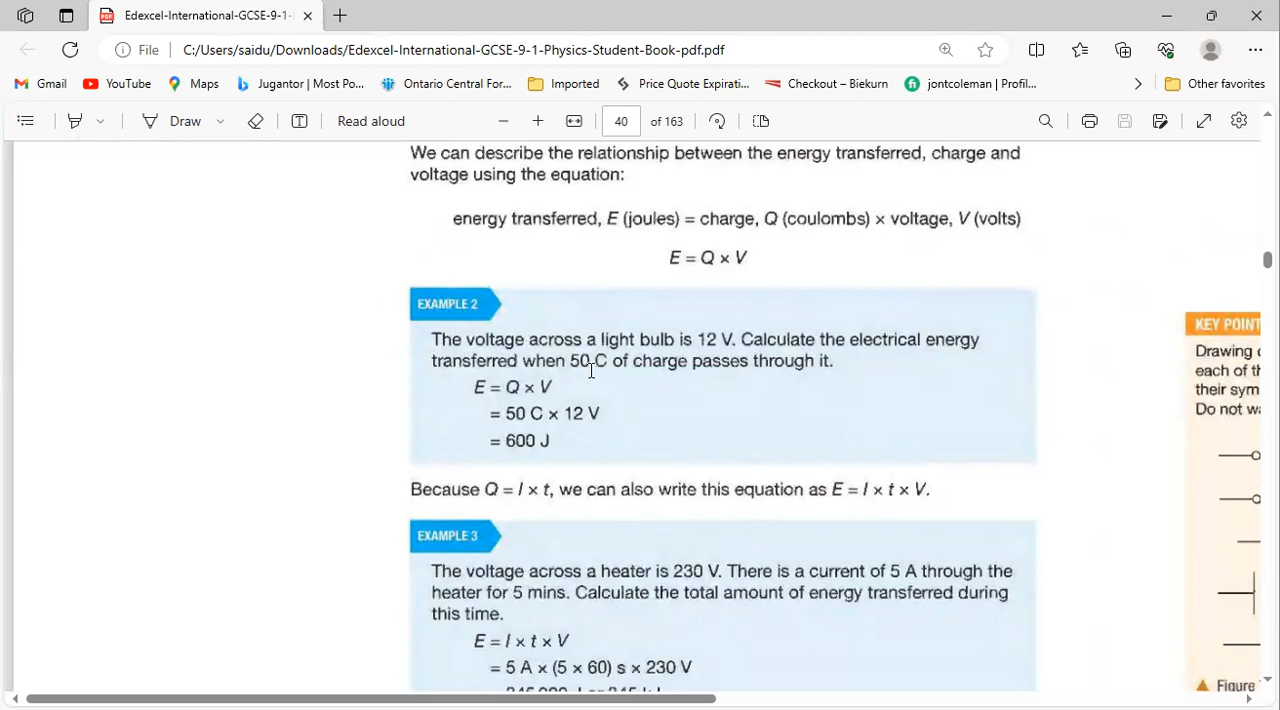 Edexcel-International-GCSE-9-1-
File C:/Users/saidu/Downloads/Edexcel-International-GCSE-9-1-Physics-Student-Book-pdf.pdf
Gmail YouTube Maps Jugantor | Most Po... Ontario Central For... Imported Price Quote Expirati... Checkout – Biekurn jontcoleman | Profil... Other favorites
Draw Read aloud 40 of 163
We can describe the relationship between the energy transferred, charge and
voltage using the equation:
energy transferred, E (joules) = charge, Q (coulombs) × voltage, V (volts)
E = Q × V
EXAMPLE 2
The voltage across a light bulb is 12 V. Calculate the electrical energy
transferred when 50 C of charge passes through it.
E = Q × V
= 50 C × 12 V
= 600 J
Because Q = I × t, we can also write this equation as E = I × t × V.
EXAMPLE 3
The voltage across a heater is 230 V. There is a current of 5 A through the
heater for 5 mins. Calculate the total amount of energy transferred during
this time.
E = I × t × V
= 5 A × (5 × 60) s × 230 V
KEY POINT
Drawing
each of
their sym
Do not
Figure